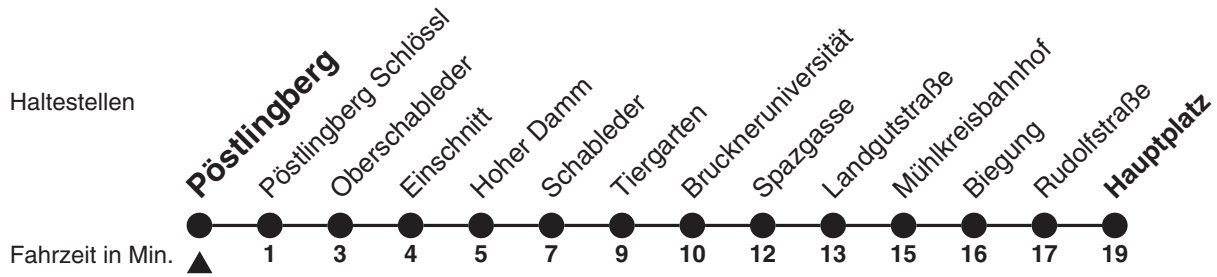 Haltestellen
Pöstlingberg
Pöstlingberg Schlössl
Oberschableder
Einschnitt
Hoher Damm
Schableder
Tiergarten
Bruckneruniversität
Spazgasse
Landgutstraße
Mühlkreisbahnhof
Biegung
Rudolfstraße
Hauptplatz
Fahrzeit in Min. 1 3 4 5 7 9 10 12 13 15 16 17 19